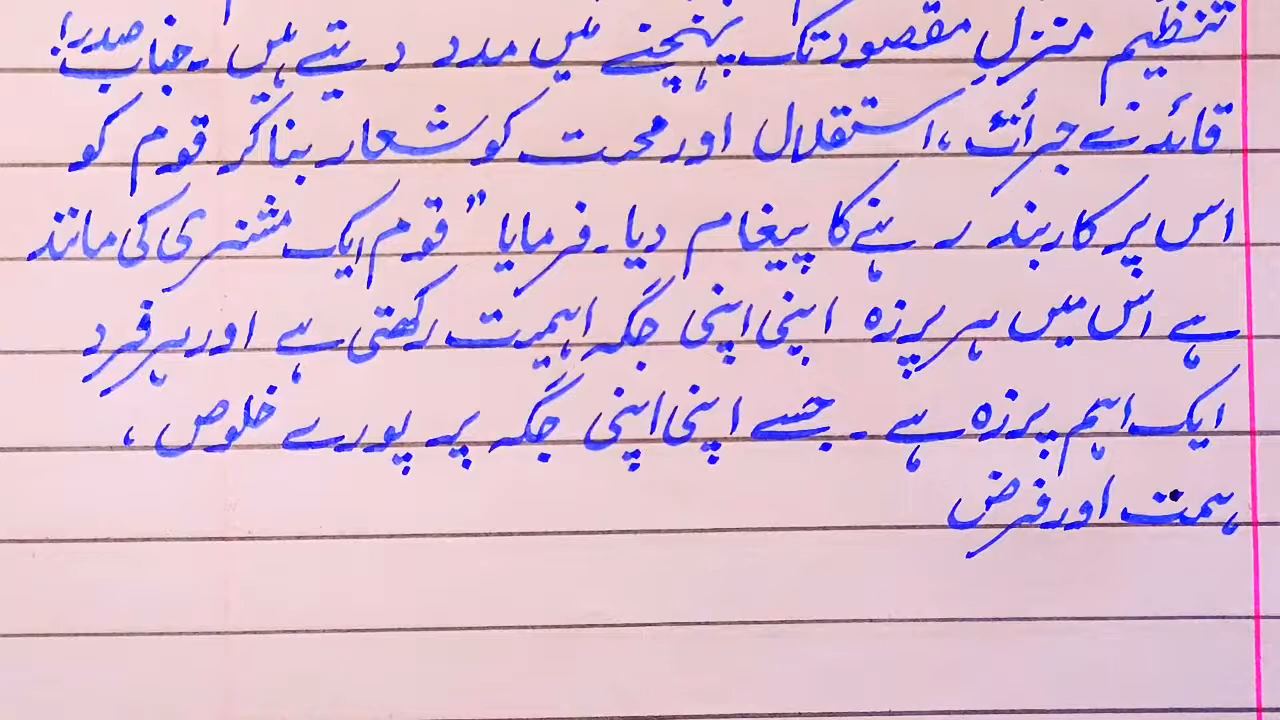 تنظیم منزلِ مقصود تک پہنچنے میں مدد دیتے ہیں ۔ جناب صدر!
قائد نے جرأت ، استقلال اور محبت کو شعار بنا کر قوم کو
اس پر کاربند رہنے کا پیغام دیا ۔ فرمایا ” قوم ایک مشنری کی مانند
ہے اس میں ہر پرزہ اپنی اپنی جگہ اہمیت رکھتی ہے اور ہر فرد
ایک اہم پرزہ ہے ۔ جسے اپنی اپنی جگہ پر پورے خلوص ،
ہمت اور فرض